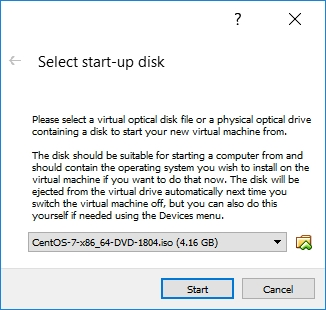 ?
Select start-up disk
Please select a virtual optical disk file or a physical optical drive
containing a disk to start your new virtual machine from.
The disk should be suitable for starting a computer from and
should contain the operating system you wish to install on the
virtual machine if you want to do that now. The disk will be
ejected from the virtual drive automatically next time you
switch the virtual machine off, but you can also do this
yourself if needed using the Devices menu.
CentOS-7-x86_64-DVD-1804.iso (4.16 GB)
Start
Cancel